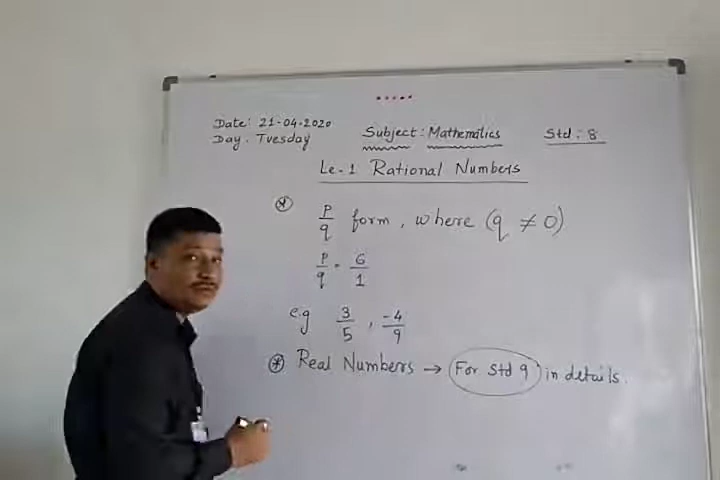 Date: 21-04-2020
Day. Tuesday
Subject: Mathematics
Std: 8
Le-1 Rational Numbers
* p/q form, where (q ≠ 0)
p/q = 6/1
e.g 3/5, -4/9
* Real Numbers → For Std 9 in details.